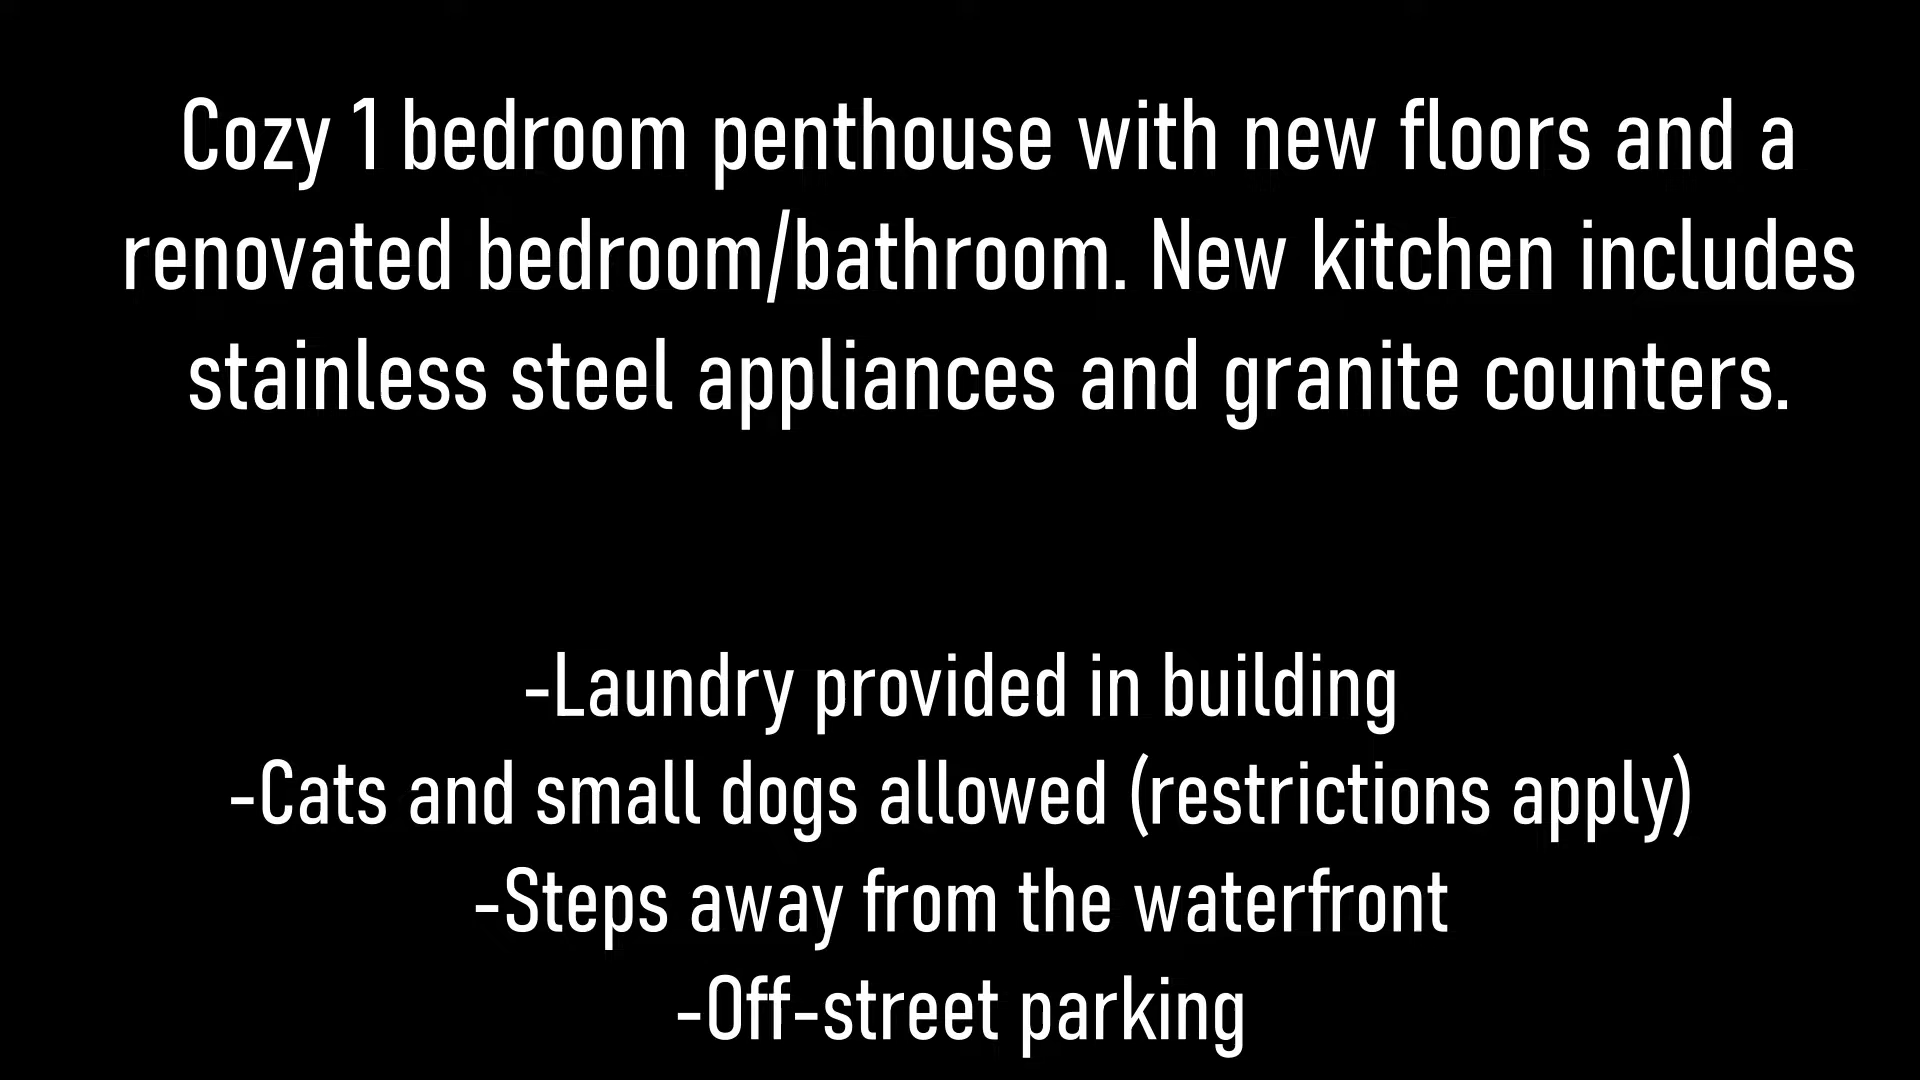 Cozy 1 bedroom penthouse with new floors and a
renovated bedroom/bathroom. New kitchen includes
stainless steel appliances and granite counters.
-Laundry provided in building
-Cats and small dogs allowed (restrictions apply)
-Steps away from the waterfront
-Off-street parking